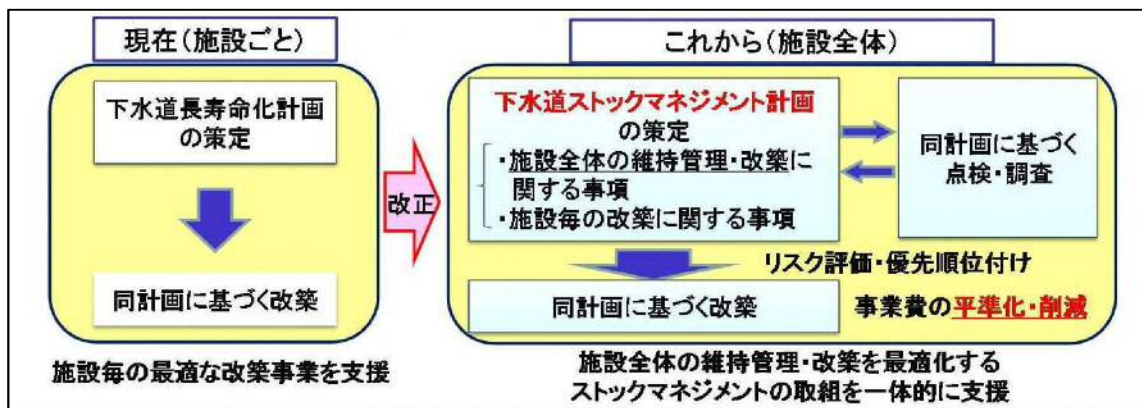 現在(施設ごと)
下水道長寿命化計画
の策定
同計画に基づく改築
施設毎の最適な改築事業を支援
改正
これから(施設全体)
下水道ストックマネジメント計画
の策定
・施設全体の維持管理・改築に
関する事項
・施設毎の改築に関する事項
同計画に基づく
点検・調査
リスク評価・優先順位付け
同計画に基づく改築
事業費の平準化・削減
施設全体の維持管理・改築を最適化する
ストックマネジメントの取組を一体的に支援